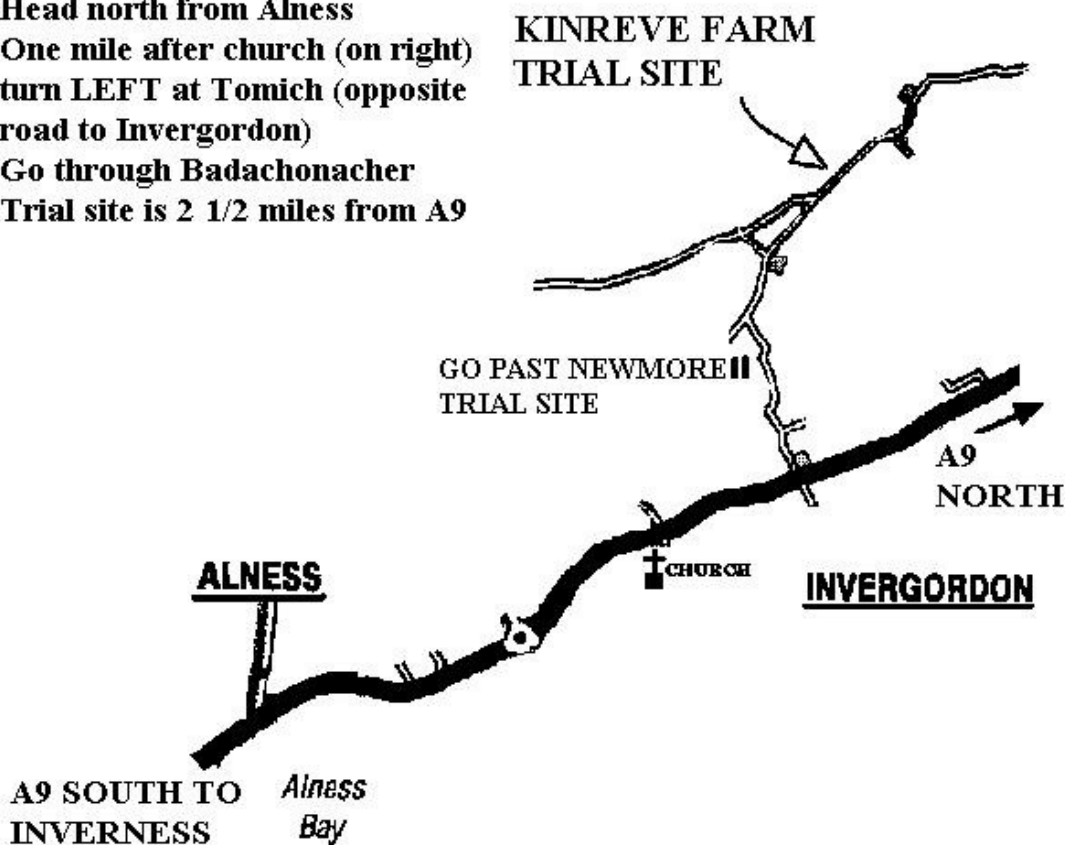 Head north from Alness
One mile after church (on right)
turn LEFT at Tomich (opposite
road to Invergordon)
Go through Badachonacher
Trial site is 2 1/2 miles from A9
KINREVE FARM
TRIAL SITE
GO PAST NEWMORE
TRIAL SITE
A9
NORTH
CHURCH
ALNESS
INVERGORDON
A9 SOUTH TO
INVERNESS
Alness
Bay